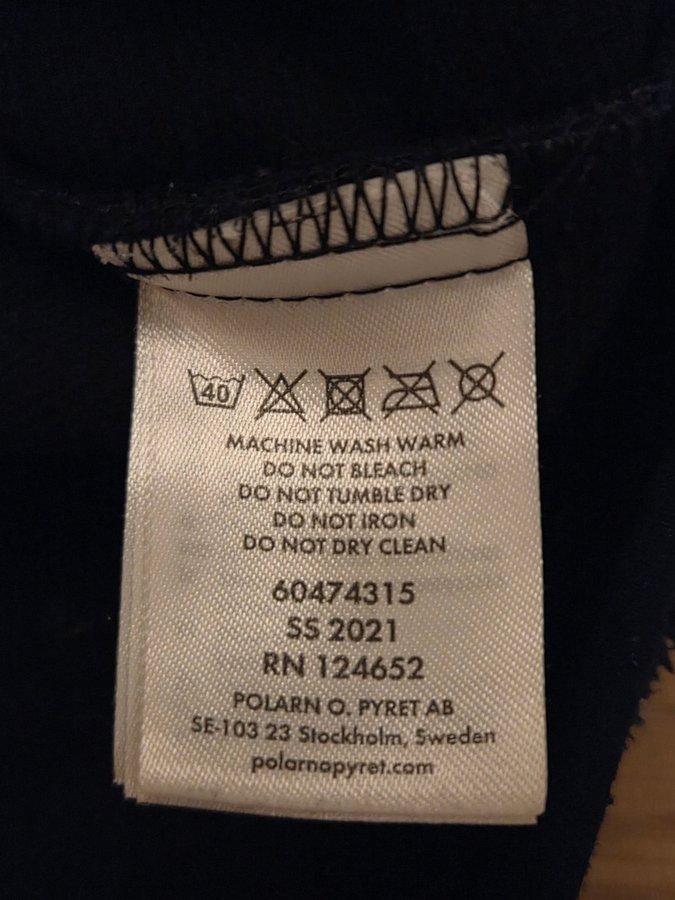 40
MACHINE WASH WARM
DO NOT BLEACH
DO NOT TUMBLE DRY
DO NOT IRON
DO NOT DRY CLEAN
60474315
SS 2021
RN 124652
POLARN O. PYRET AB
SE-103 23 Stockholm, Sweden
polarnopyret.com